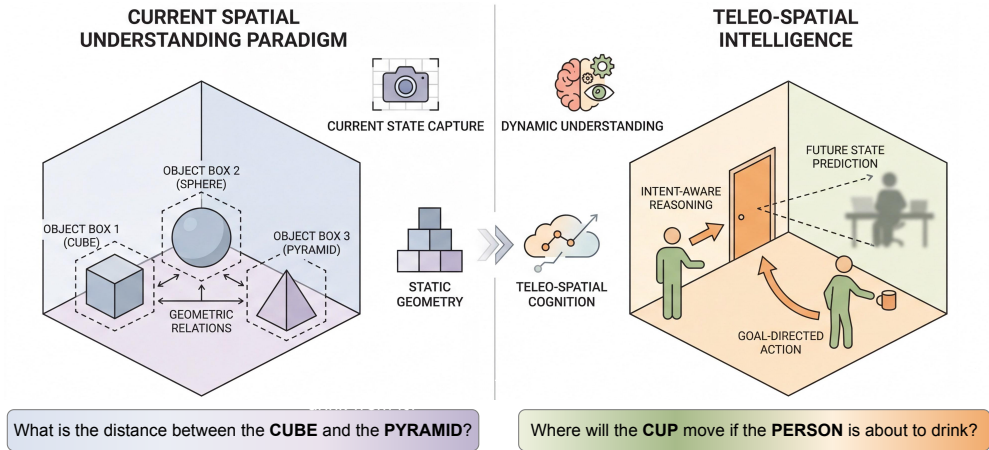 CURRENT SPATIAL
UNDERSTANDING PARADIGM
CURRENT STATE CAPTURE
OBJECT BOX 2
(SPHERE)
OBJECT BOX 1
(CUBE)
OBJECT BOX 3
(PYRAMID)
GEOMETRIC
RELATIONS
STATIC
GEOMETRY
What is the distance between the CUBE and the PYRAMID?
TELEO-SPATIAL
INTELLIGENCE
DYNAMIC UNDERSTANDING
FUTURE STATE
PREDICTION
INTENT-AWARE
REASONING
TELEO-SPATIAL
COGNITION
GOAL-DIRECTED
ACTION
Where will the CUP move if the PERSON is about to drink?